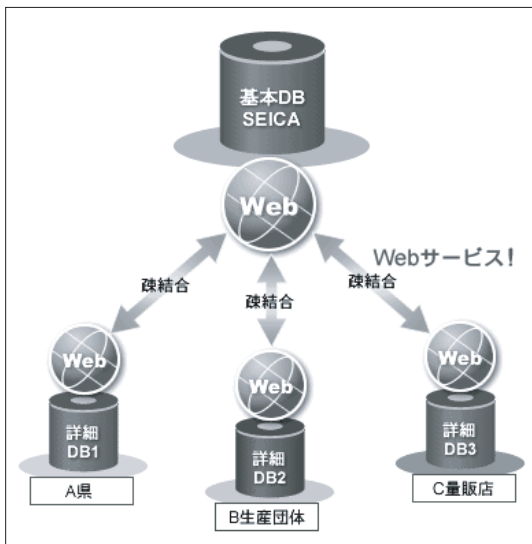 基本DB
SEICA
Web
Webサービス!
疎結合
疎結合
疎結合
Web
Web
Web
詳細
DB1
詳細
DB2
詳細
DB3
A県
B生産団体
C量販店